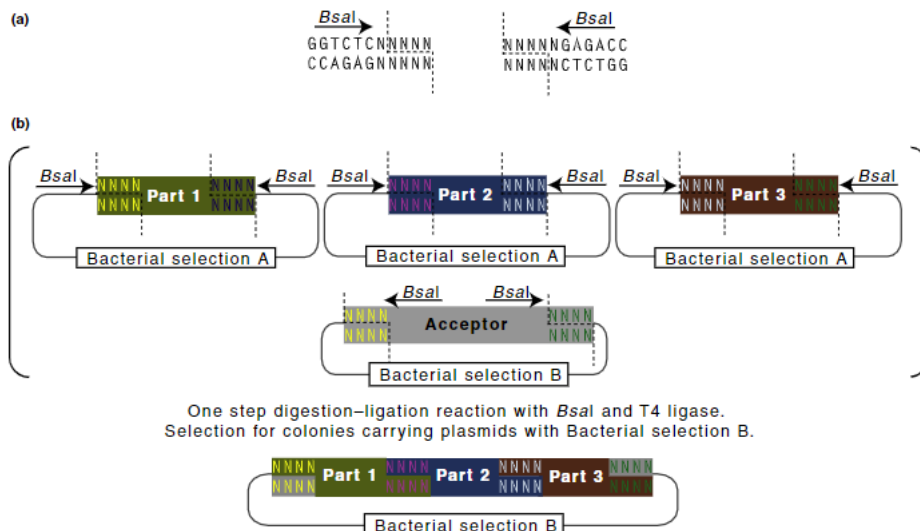 (a)
BsaI BsaI
GGTCTCNNNNN NNNNNGAGACC
CCAGAGNNNNN NNNNNCTCTGG
(b)
BsaI NNNN Part 1 NNNN BsaI BsaI NNNN Part 2 NNNN BsaI BsaI NNNN Part 3 NNNN BsaI
NNNN NNNN NNNN NNNN NNNN NNNN
Bacterial selection A Bacterial selection A Bacterial selection A
BsaI BsaI
NNNN Acceptor NNNN
NNNN NNNN
Bacterial selection B
One step digestion–ligation reaction with BsaI and T4 ligase.
Selection for colonies carrying plasmids with Bacterial selection B.
NNNN Part 1 NNNN Part 2 NNNN Part 3 NNNN
NNNN NNNN NNNN NNNN
Bacterial selection B